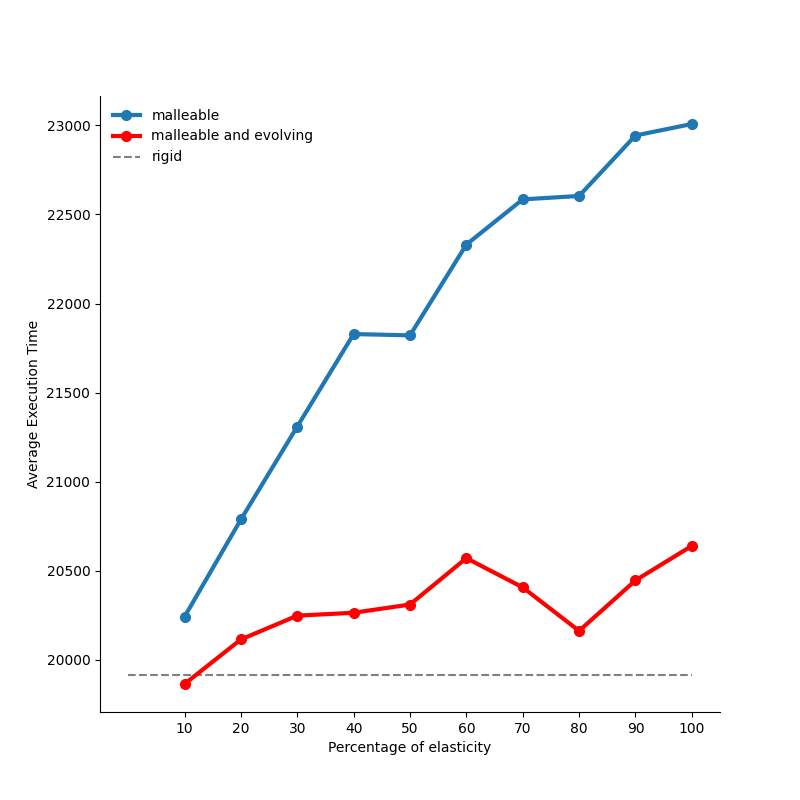 malleable
malleable and evolving
rigid
23000
22500
22000
21500
21000
20500
20000
Average Execution Time
10 20 30 40 50 60 70 80 90 100
Percentage of elasticity